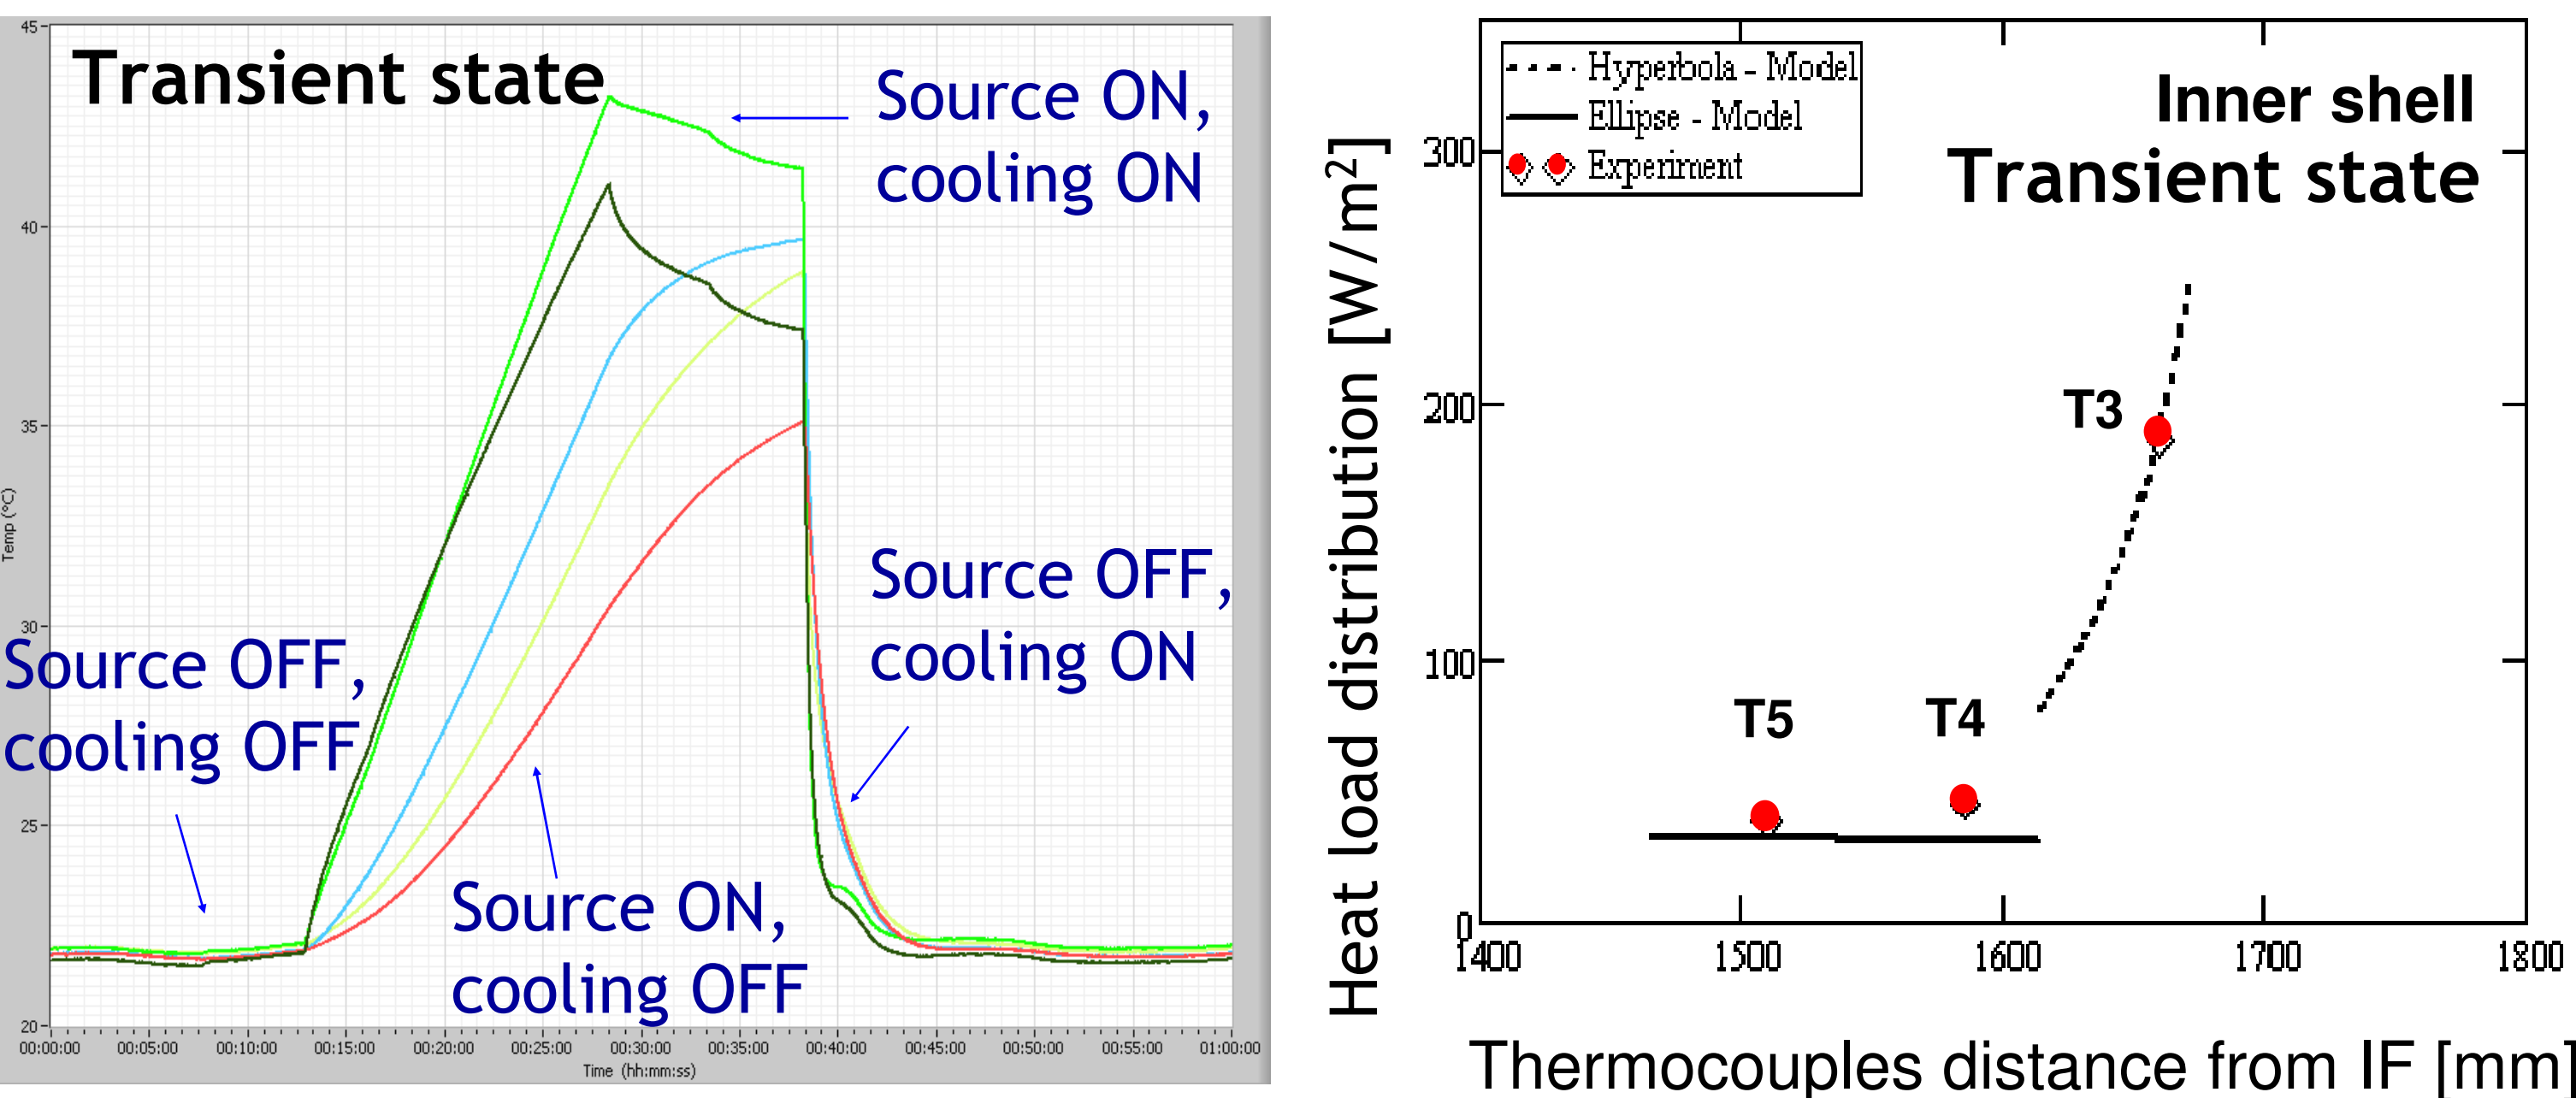 Transient state
Source ON,
cooling ON
Source OFF,
cooling ON
Source OFF,
cooling OFF
Source ON,
cooling OFF
45
40
35
30
25
20
Temp (°C)
00:00:00 00:05:00 00:10:00 00:15:00 00:20:00 00:25:00 00:30:00 00:35:00 00:40:00 00:45:00 00:50:00 00:55:00 01:00:00
Time (hh:mm:ss)
Hyperbola - Model
Ellipse - Model
Experiment
Inner shell
Transient state
Heat load distribution [W/m²]
300
200
100
0
T3
T5
T4
1400 1500 1600 1700 1800
Thermocouples distance from IF [mm]